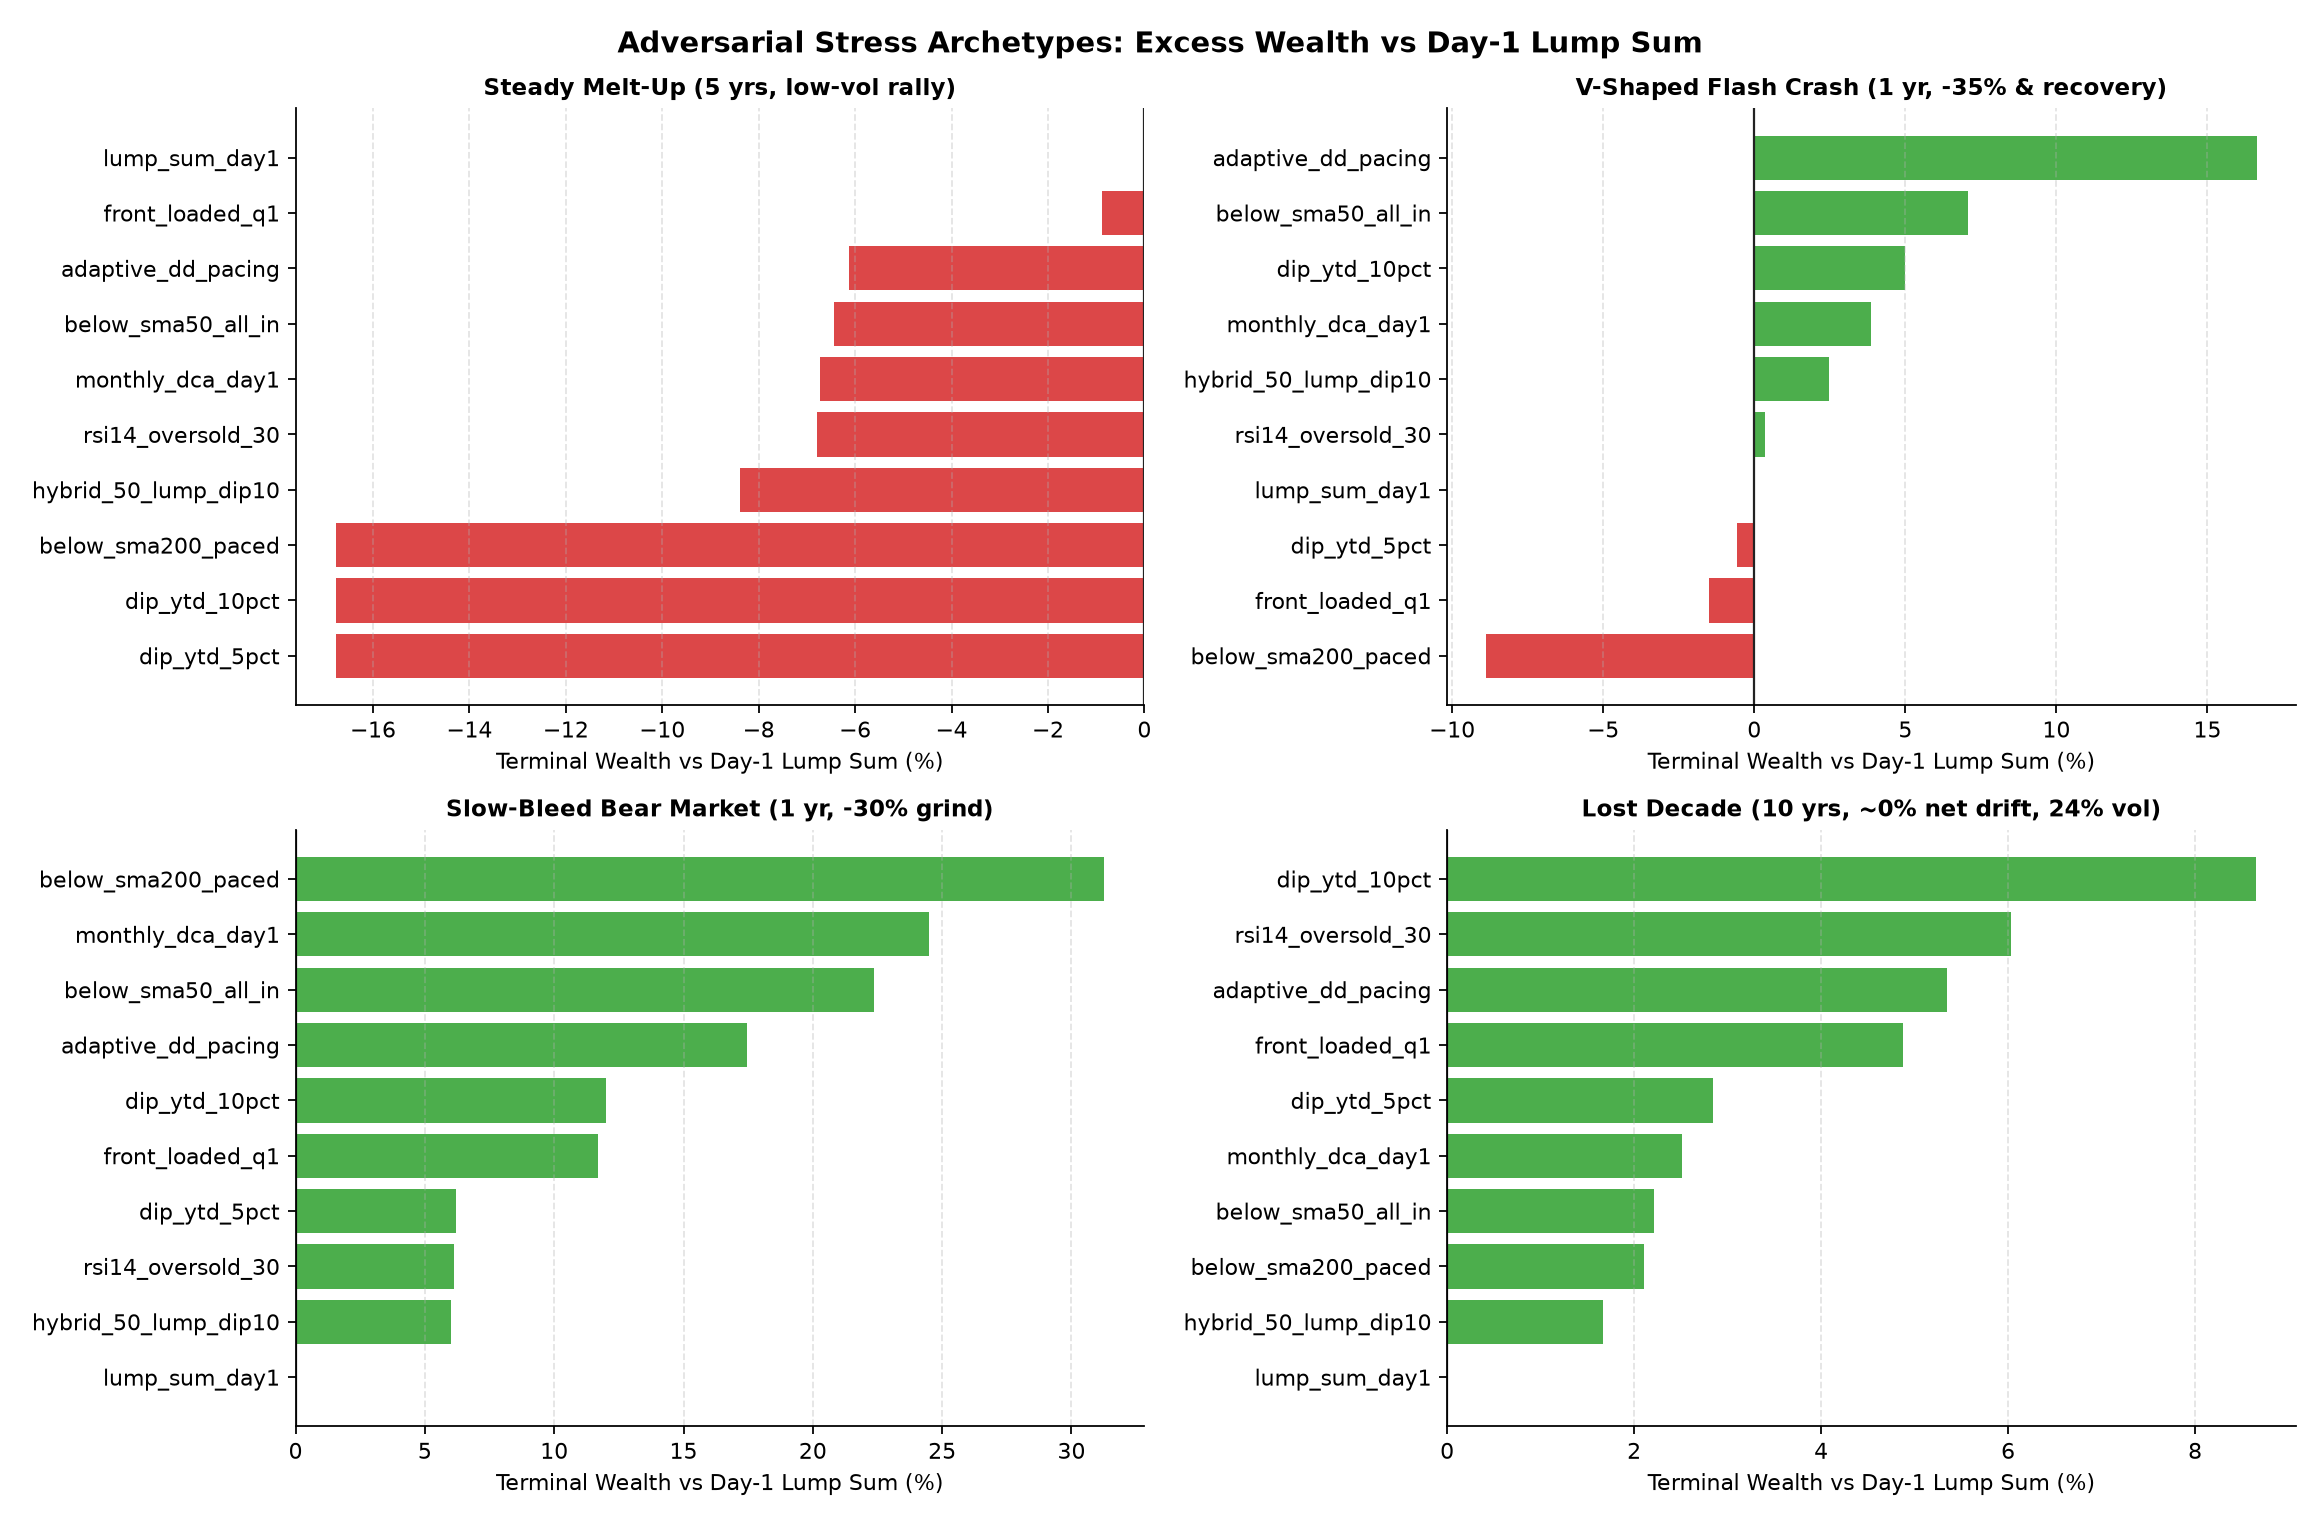 Adversarial Stress Archetypes: Excess Wealth vs Day-1 Lump Sum
Steady Melt-Up (5 yrs, low-vol rally)
lump_sum_day1
front_loaded_q1
adaptive_dd_pacing
below_sma50_all_in
monthly_dca_day1
rsi14_oversold_30
hybrid_50_lump_dip10
below_sma200_paced
dip_ytd_10pct
dip_ytd_5pct
−16 −14 −12 −10 −8 −6 −4 −2 0
Terminal Wealth vs Day-1 Lump Sum (%)
V-Shaped Flash Crash (1 yr, -35% & recovery)
adaptive_dd_pacing
below_sma50_all_in
dip_ytd_10pct
monthly_dca_day1
hybrid_50_lump_dip10
rsi14_oversold_30
lump_sum_day1
dip_ytd_5pct
front_loaded_q1
below_sma200_paced
−10 −5 0 5 10 15
Terminal Wealth vs Day-1 Lump Sum (%)
Slow-Bleed Bear Market (1 yr, -30% grind)
below_sma200_paced
monthly_dca_day1
below_sma50_all_in
adaptive_dd_pacing
dip_ytd_10pct
front_loaded_q1
dip_ytd_5pct
rsi14_oversold_30
hybrid_50_lump_dip10
lump_sum_day1
0 5 10 15 20 25 30
Terminal Wealth vs Day-1 Lump Sum (%)
Lost Decade (10 yrs, ~0% net drift, 24% vol)
dip_ytd_10pct
rsi14_oversold_30
adaptive_dd_pacing
front_loaded_q1
dip_ytd_5pct
monthly_dca_day1
below_sma50_all_in
below_sma200_paced
hybrid_50_lump_dip10
lump_sum_day1
0 2 4 6 8
Terminal Wealth vs Day-1 Lump Sum (%)